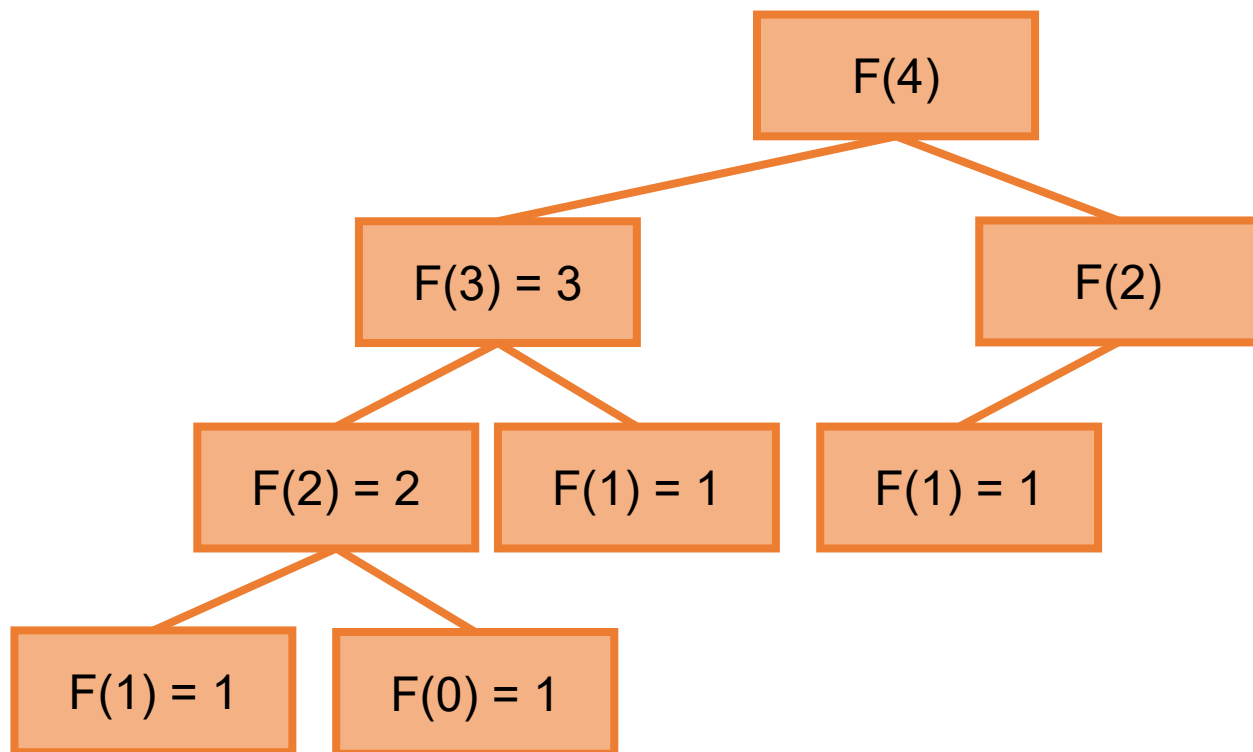 F(4)
F(3) = 3
F(2)
F(2) = 2
F(1) = 1
F(1) = 1
F(1) = 1
F(0) = 1